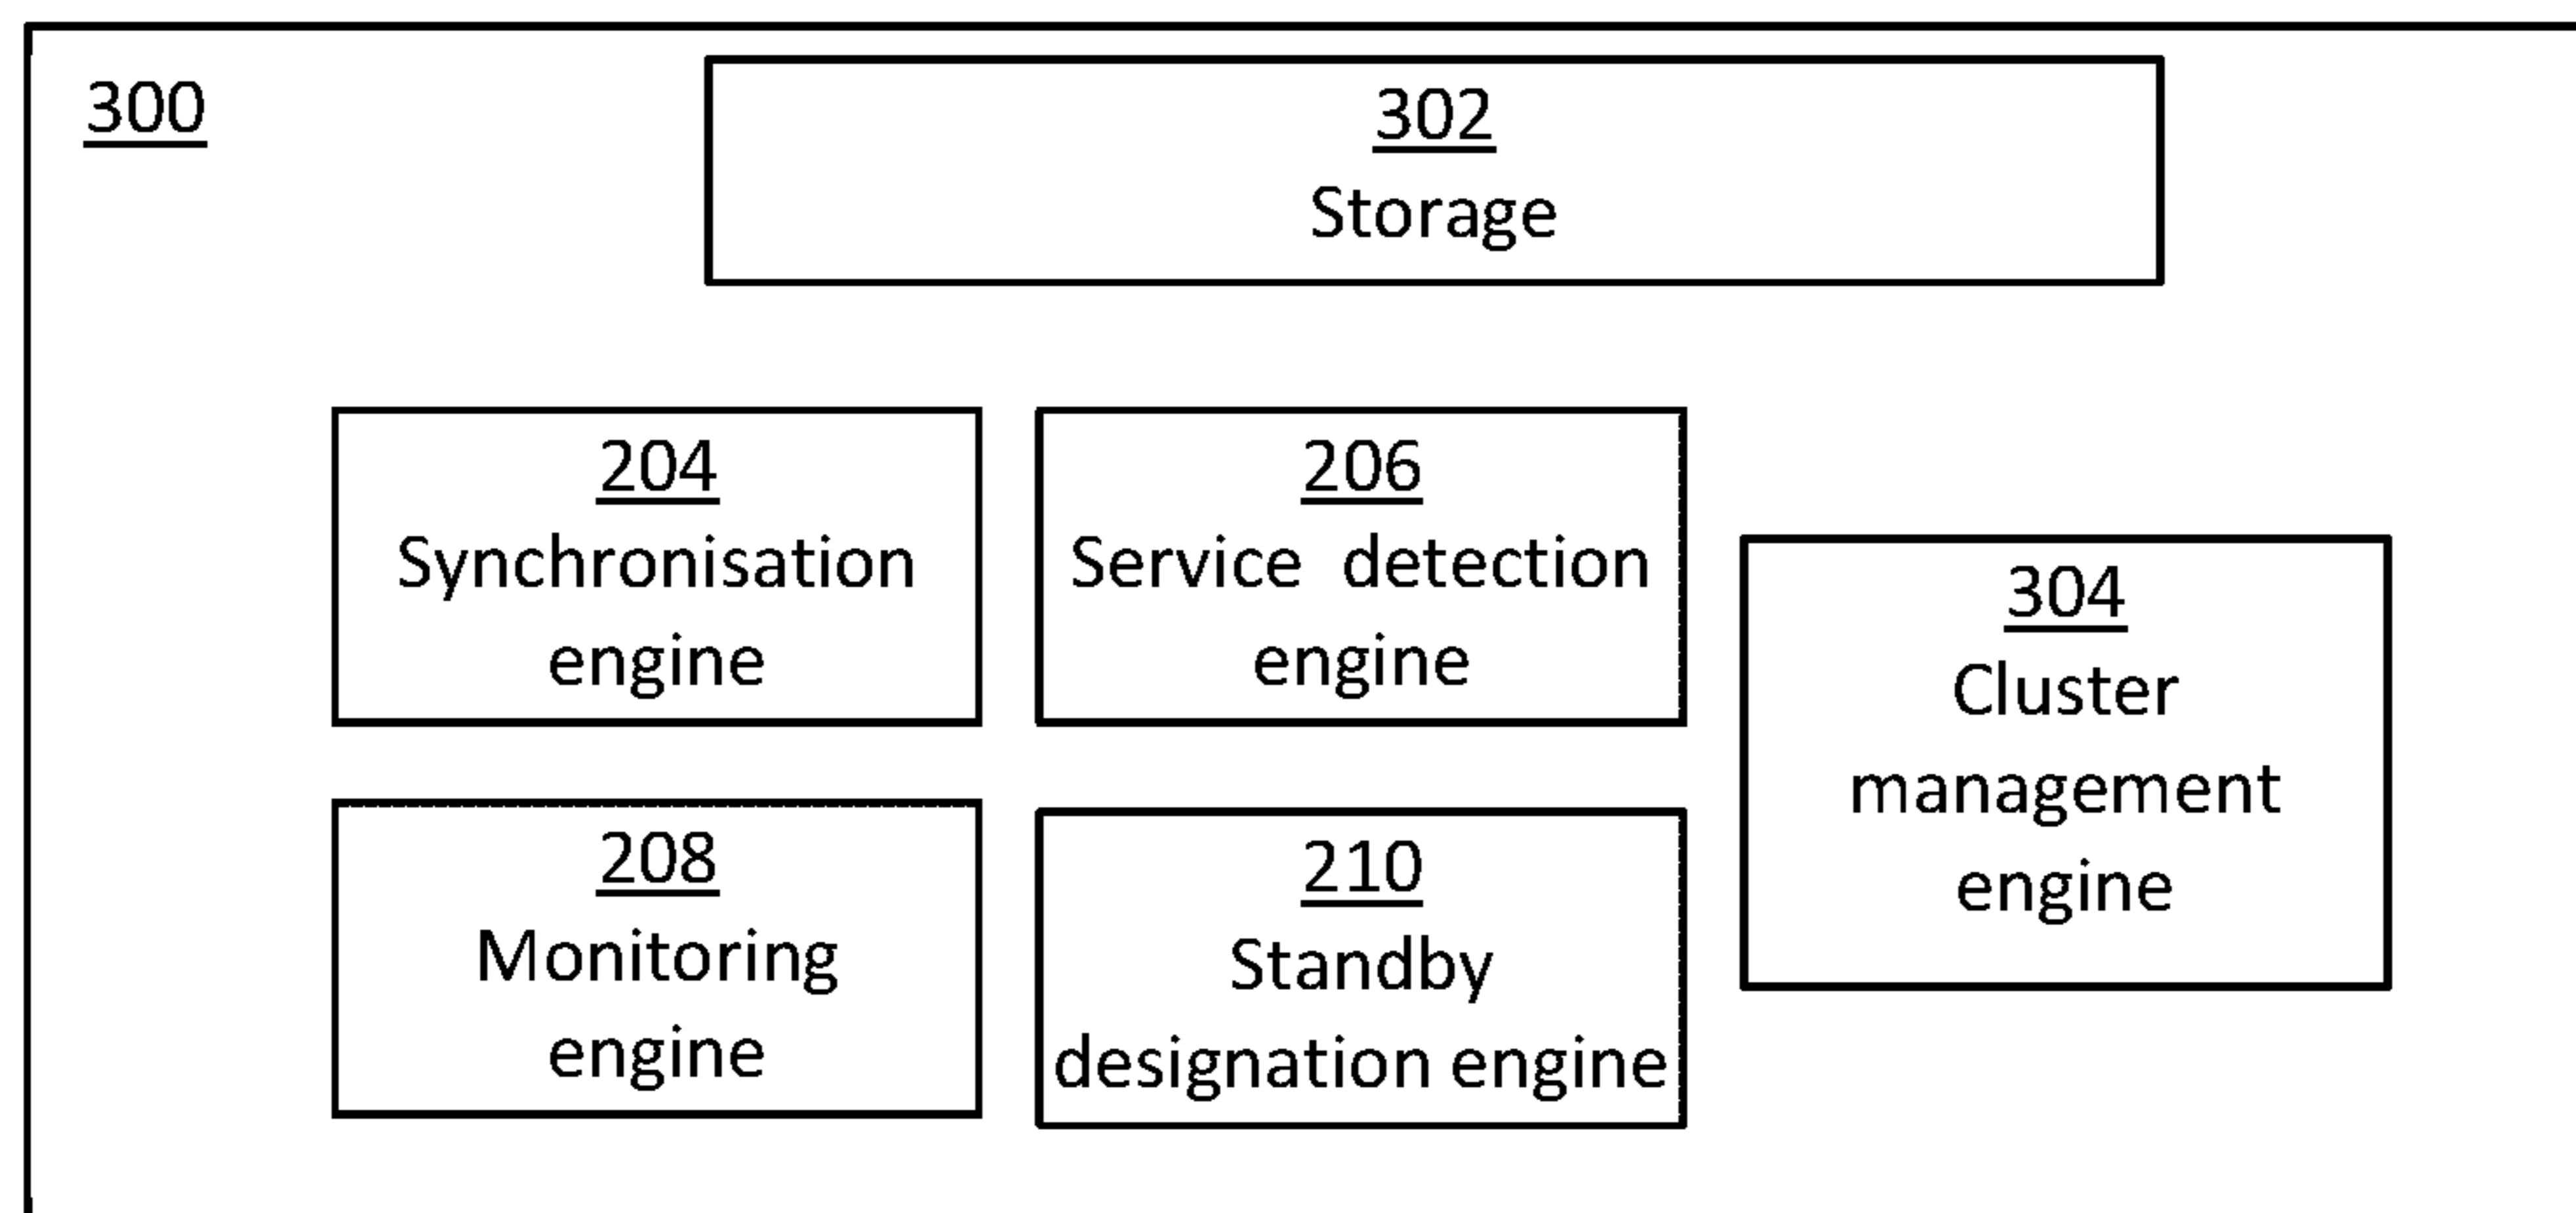 300
302
Storage
204
Synchronisation
engine
206
Service detection
engine
304
Cluster
management
engine
208
Monitoring
engine
210
Standby
designation engine